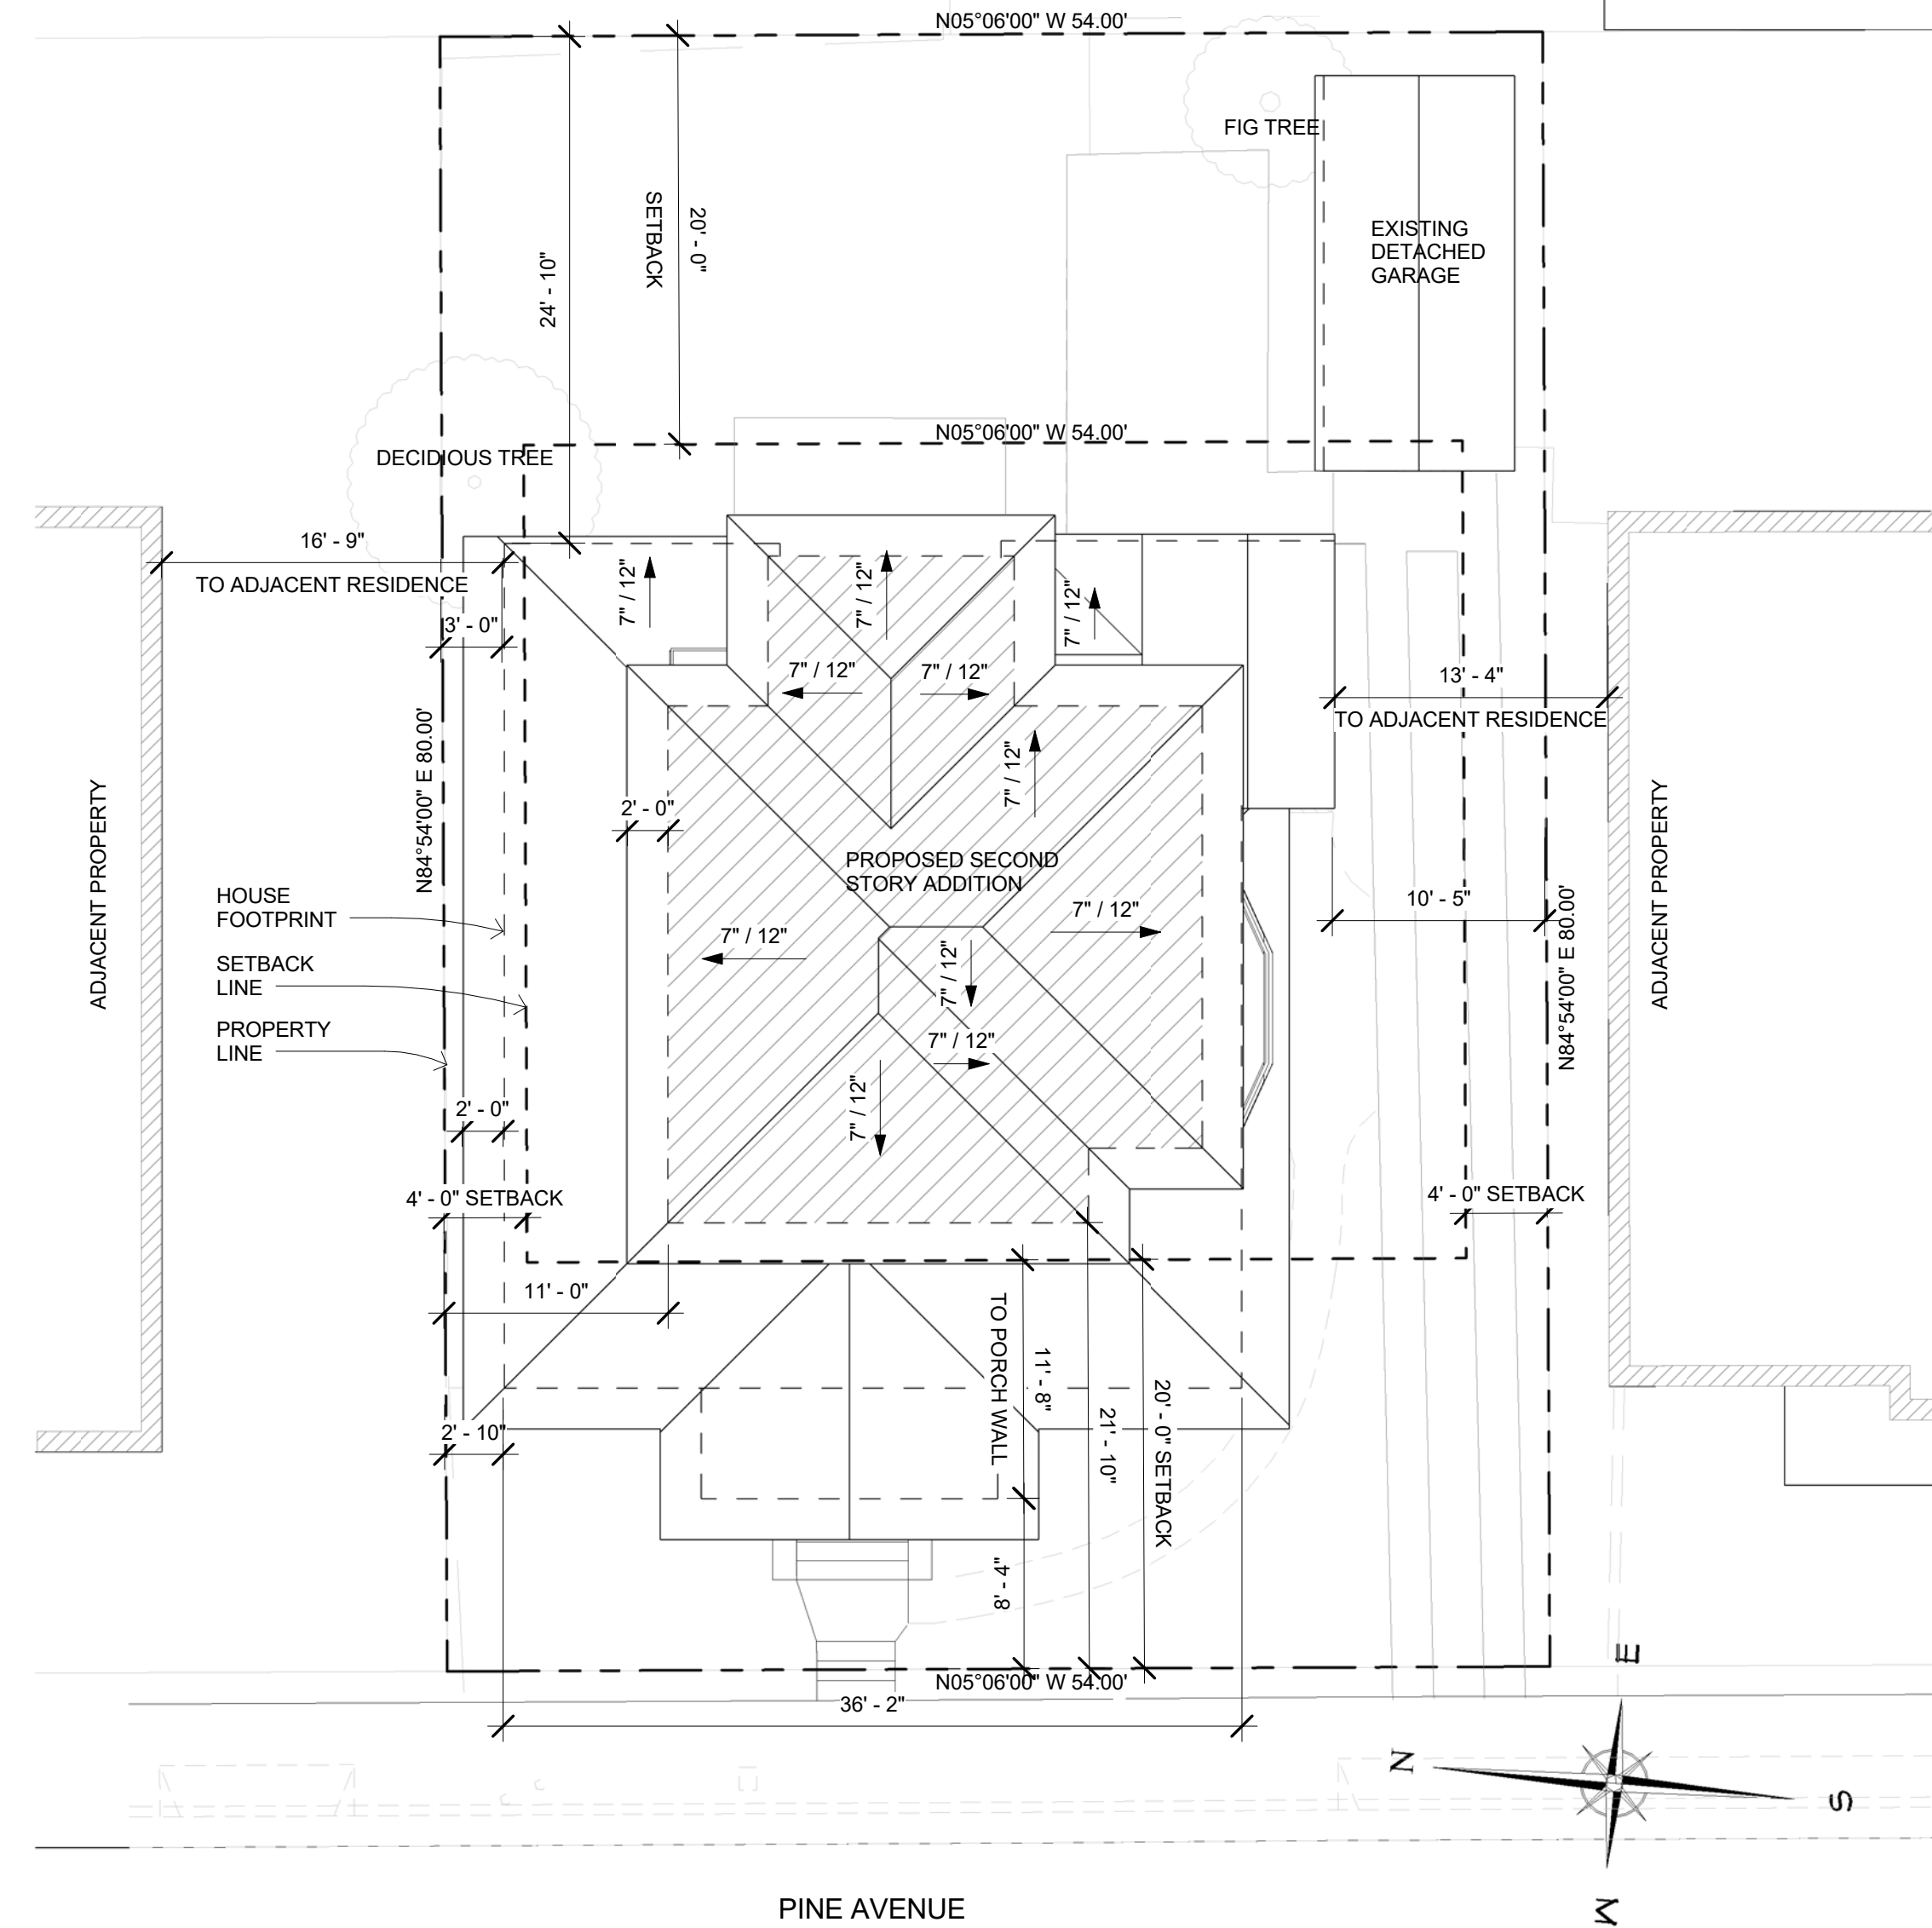 N05°06'00" W 54.00'
FIG TREE
EXISTING
DETACHED
GARAGE
SETBACK
20' - 0"
24' - 10"
N05°06'00" W 54.00'
DECIDIOUS TREE
16' - 9"
TO ADJACENT RESIDENCE
3' - 0"
7" / 12"
7" / 12"
7" / 12"
7" / 12"
7" / 12"
13' - 4"
TO ADJACENT RESIDENCE
N84°54'00" E 80.00'
ADJACENT PROPERTY
ADJACENT PROPERTY
2' - 0"
7" / 12"
PROPOSED SECOND
STORY ADDITION
HOUSE
FOOTPRINT
SETBACK
LINE
PROPERTY
LINE
7" / 12"
7" / 12"
7" / 12"
7" / 12"
7" / 12"
10' - 5"
N84°54'00" E 80.00'
2' - 0"
4' - 0" SETBACK
4' - 0" SETBACK
11' - 0"
TO PORCH WALL
11' - 8"
21' - 10"
20' - 0" SETBACK
2' - 10"
8' - 4"
N05°06'00" W 54.00'
36' - 2"
E
N
S
W
PINE AVENUE